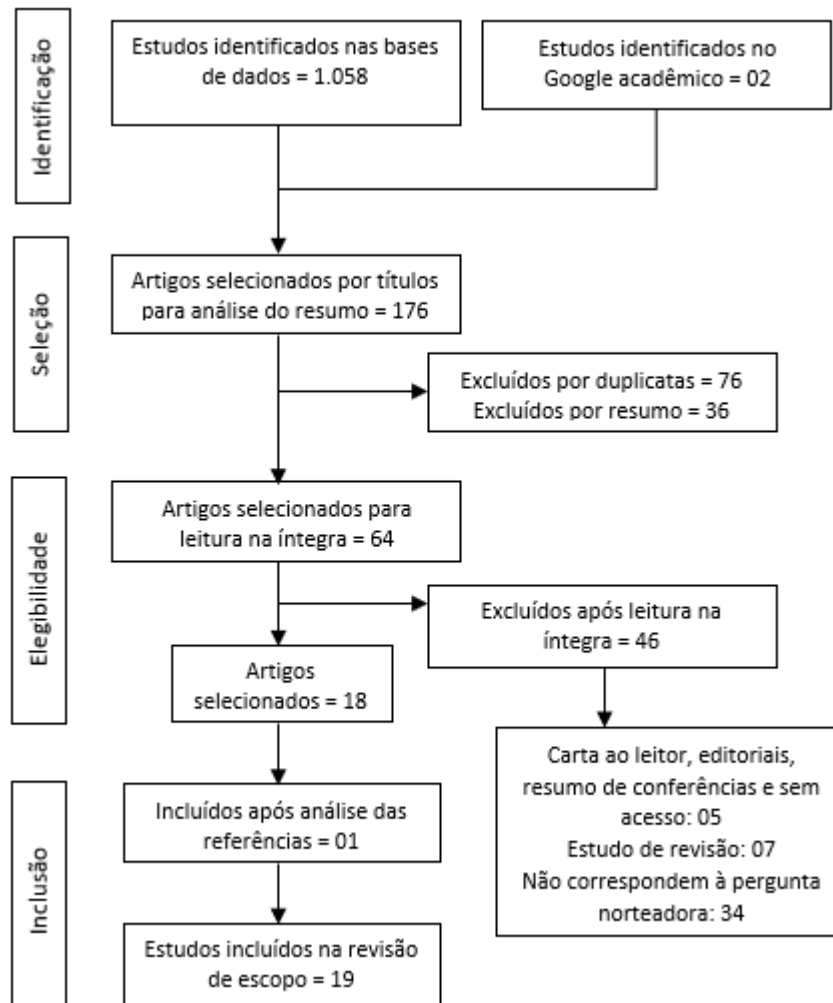 Identificação
Estudos identificados nas bases
de dados = 1.058
Estudos identificados no
Google acadêmico = 02
Seleção
Artigos selecionados por títulos
para análise do resumo = 176
Excluídos por duplicatas = 76
Excluídos por resumo = 36
Elegibilidade
Artigos selecionados para
leitura na íntegra = 64
Excluídos após leitura na
íntegra = 46
Artigos
selecionados = 18
Carta ao leitor, editoriais,
resumo de conferências e sem
acesso: 05
Estudo de revisão: 07
Não correspondem à pergunta
norteadora: 34
Inclusão
Incluídos após análise das
referências = 01
Estudos incluídos na revisão
de escopo = 19